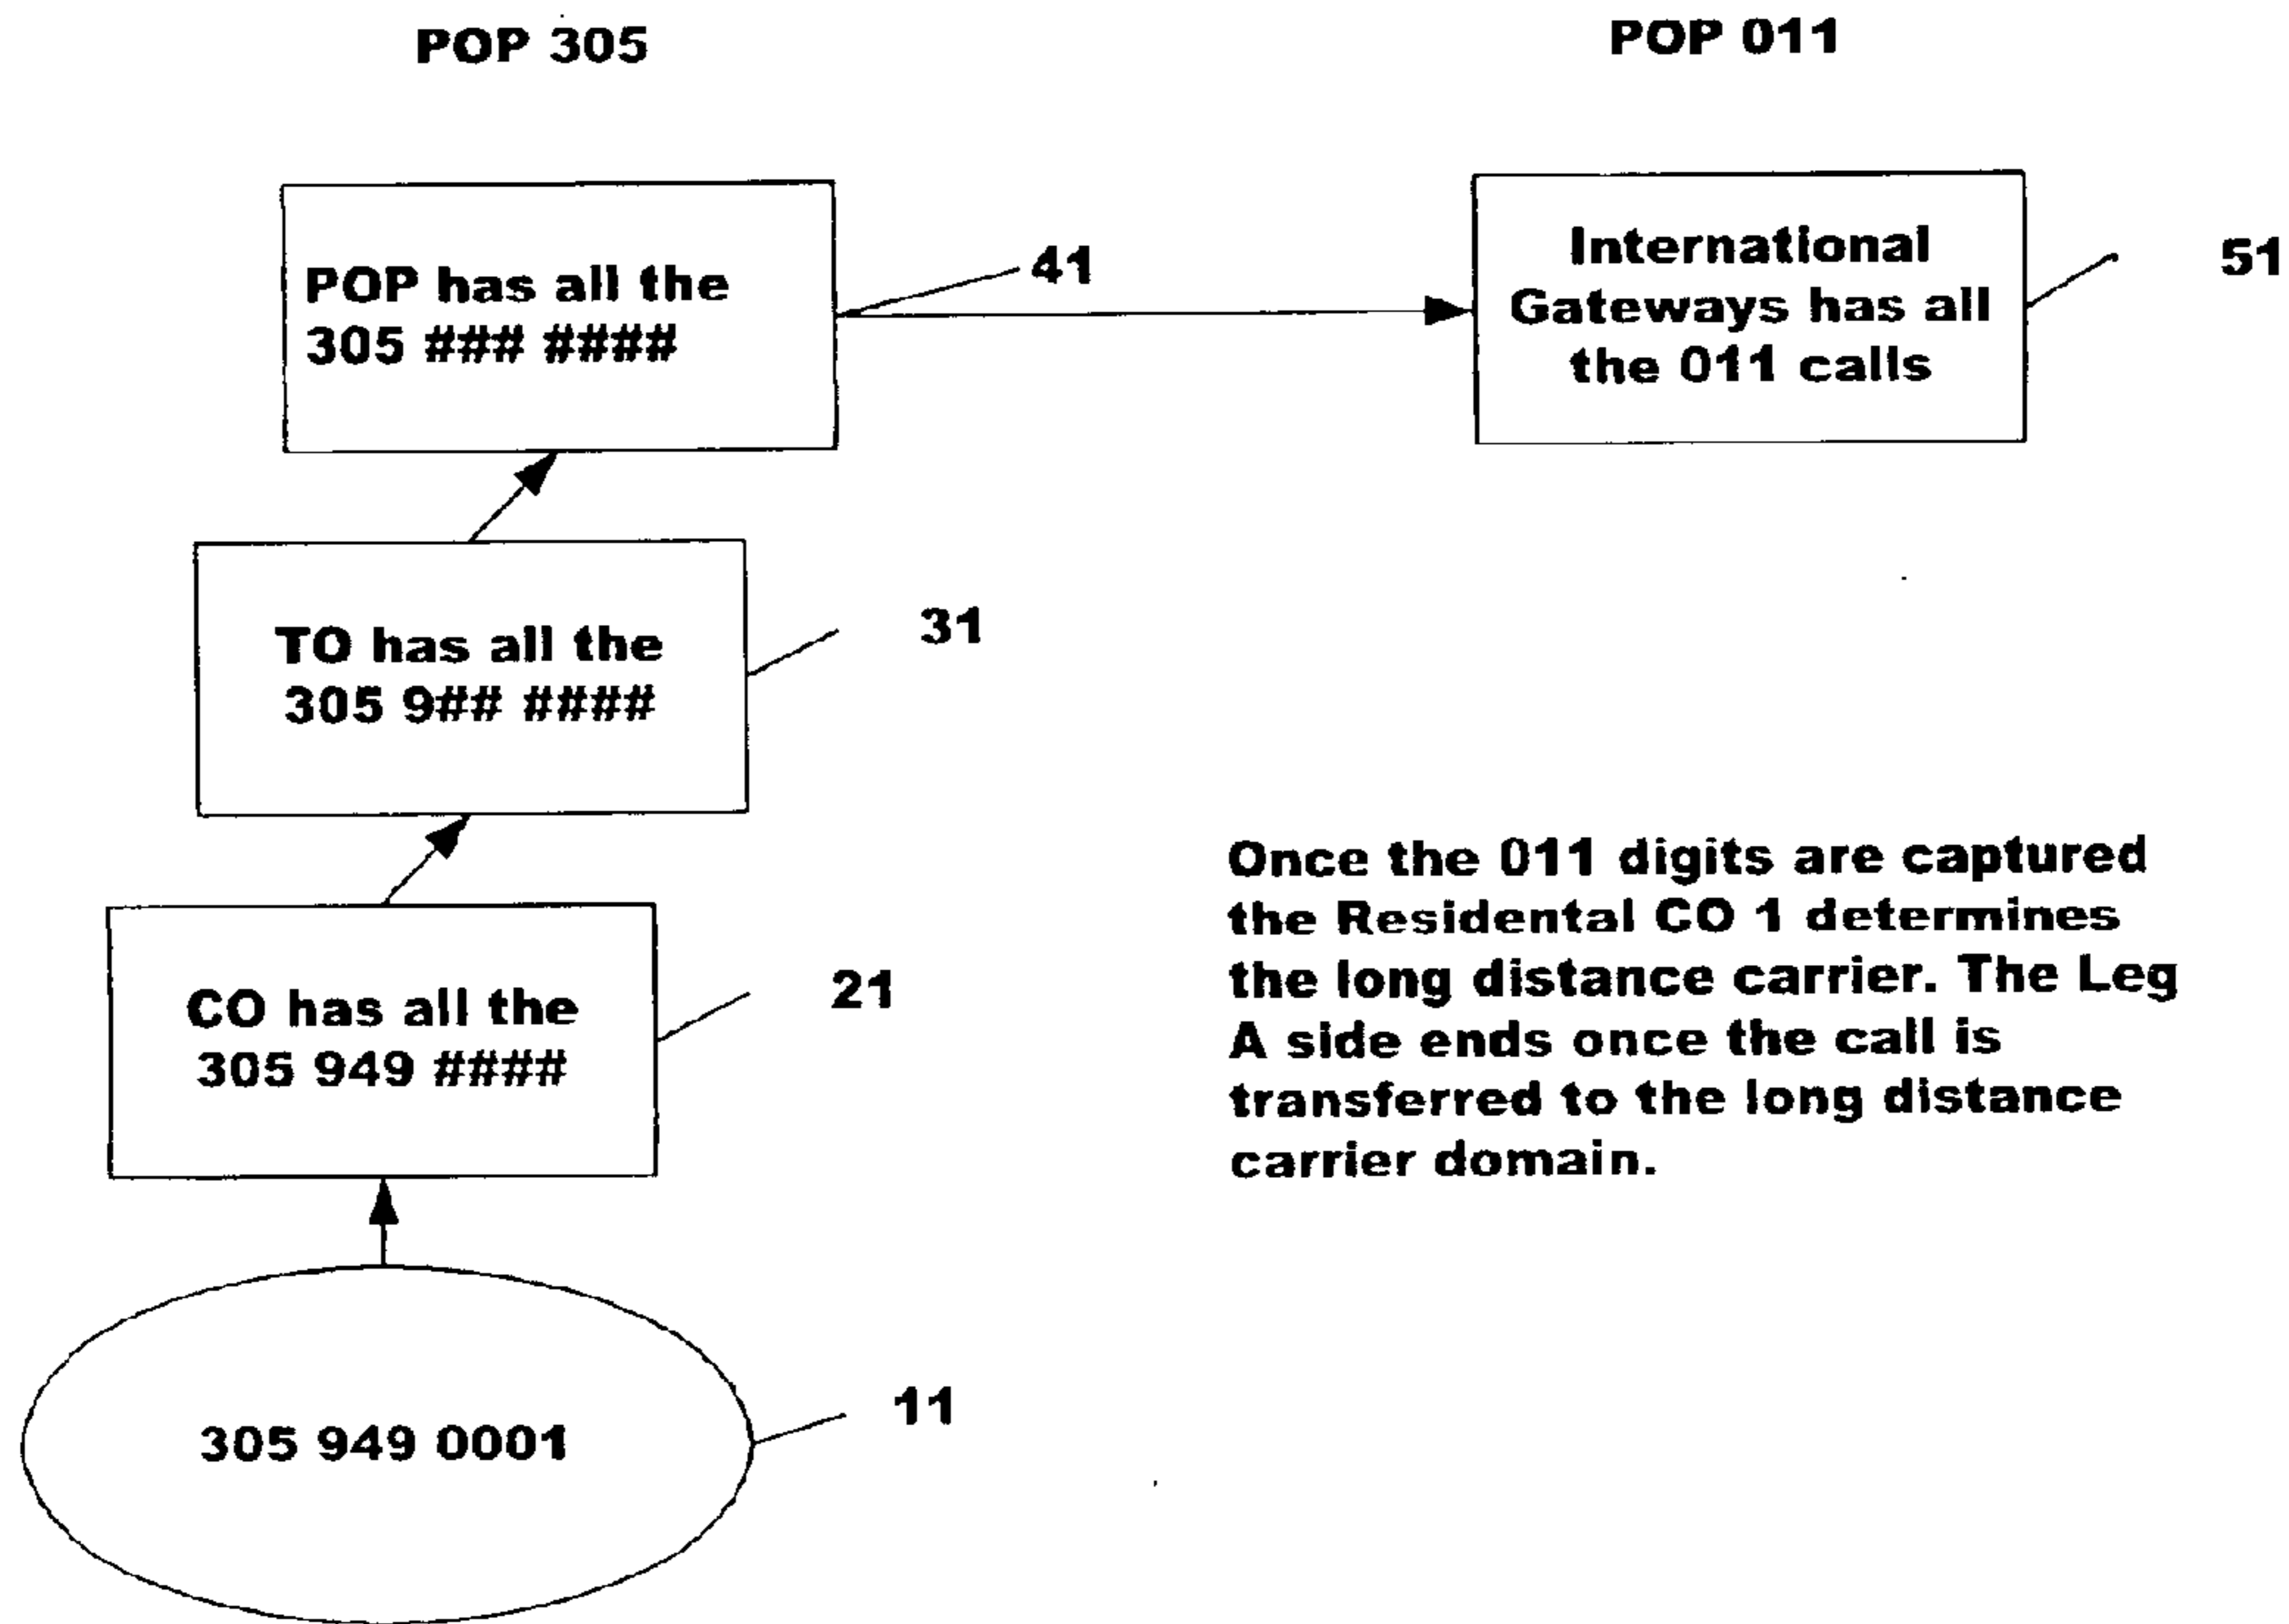 POP 305
POP 011
POP has all the
305 ### ####
41
International
Gateways has all
the 011 calls
51
TO has all the
305 9## ####
31
CO has all the
305 949 ####
21
Once the 011 digits are captured
the Residental CO 1 determines
the long distance carrier. The Leg
A side ends once the call is
transferred to the long distance
carrier domain.
305 949 0001
11